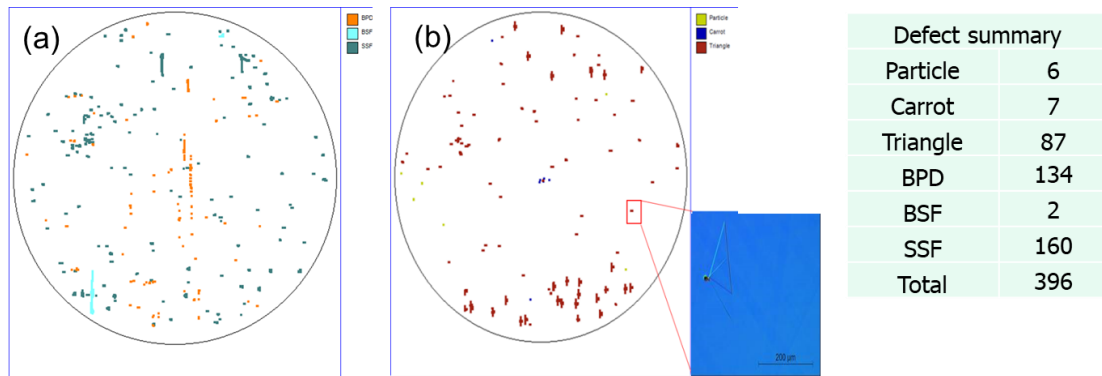 (a)
BPD
BSF
SSF
(b)
Particle
Carrot
Triangle
200 μm
Defect summary
Particle 6
Carrot 7
Triangle 87
BPD 134
BSF 2
SSF 160
Total 396